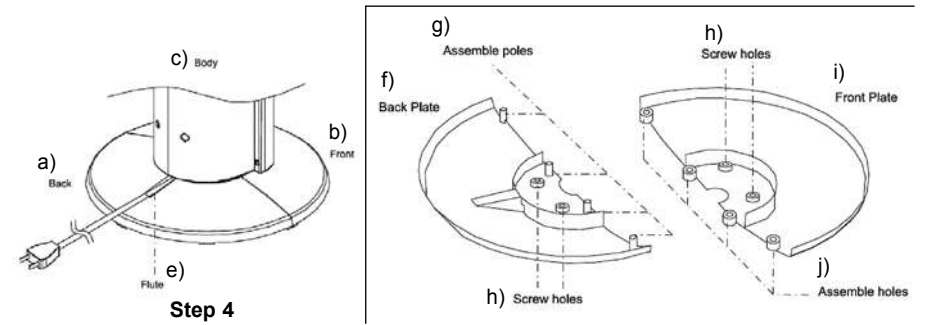 c) Body
b)
Front
a)
Back
e)
Flute
Step 4
g)
Assemble poles
f)
Back Plate
h)
Screw holes
h)
Screw holes
i)
Front Plate
j)
Assemble holes